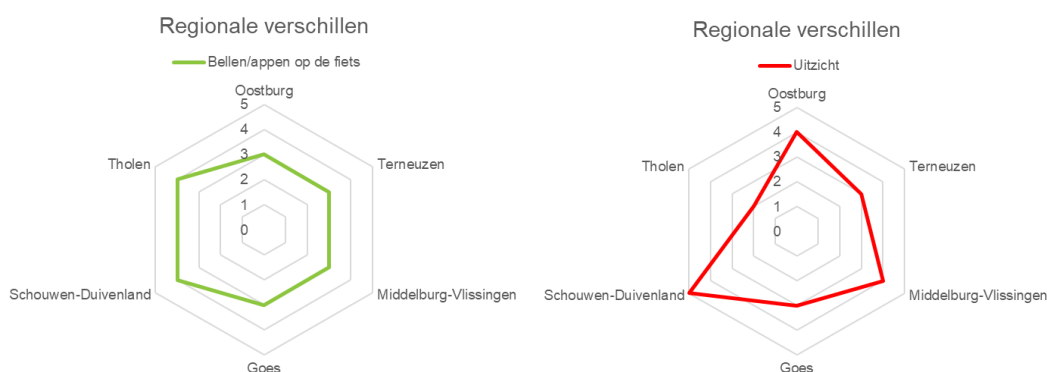 Regionale verschillen
Bellen/appen op de fiets
Oostburg
5
4
3
2
1
0
Tholen
Terneuzen
Schouwen-Duivenland
Middelburg-Vlissingen
Goes
Regionale verschillen
Uitzicht
Oostburg
5
4
3
2
1
0
Tholen
Terneuzen
Schouwen-Duivenland
Middelburg-Vlissingen
Goes